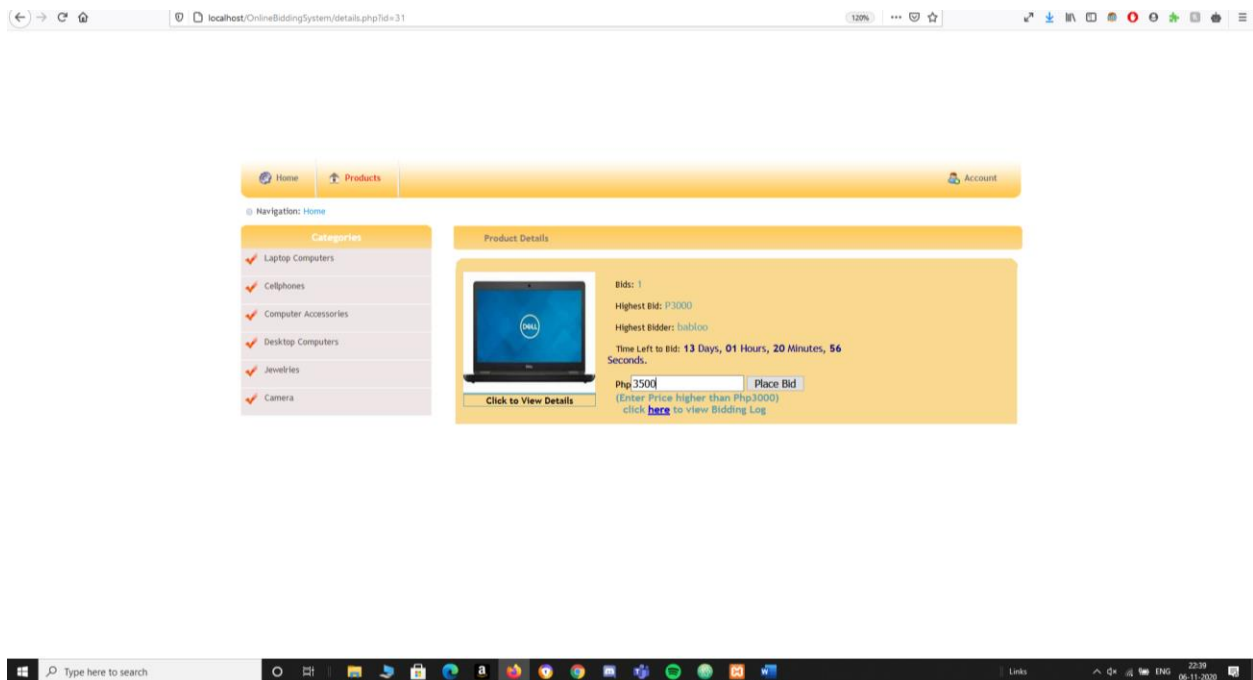 localhost/OnlineBiddingSystem/details.php?id=31
120%
Home
Products
Account
Navigation: Home
Categories
Laptop Computers
Cellphones
Computer Accessories
Desktop Computers
Jewelries
Camera
Product Details
DELL
Click to View Details
Bids: 1
Highest Bid: P3000
Highest Bidder: babloo
Time Left to Bid: 13 Days, 01 Hours, 20 Minutes, 56
Seconds.
Php 3500 Place Bid
(Enter Price higher than Php3000)
click here to view Bidding Log
Type here to search
Links
ENG
22:39
06-11-2020